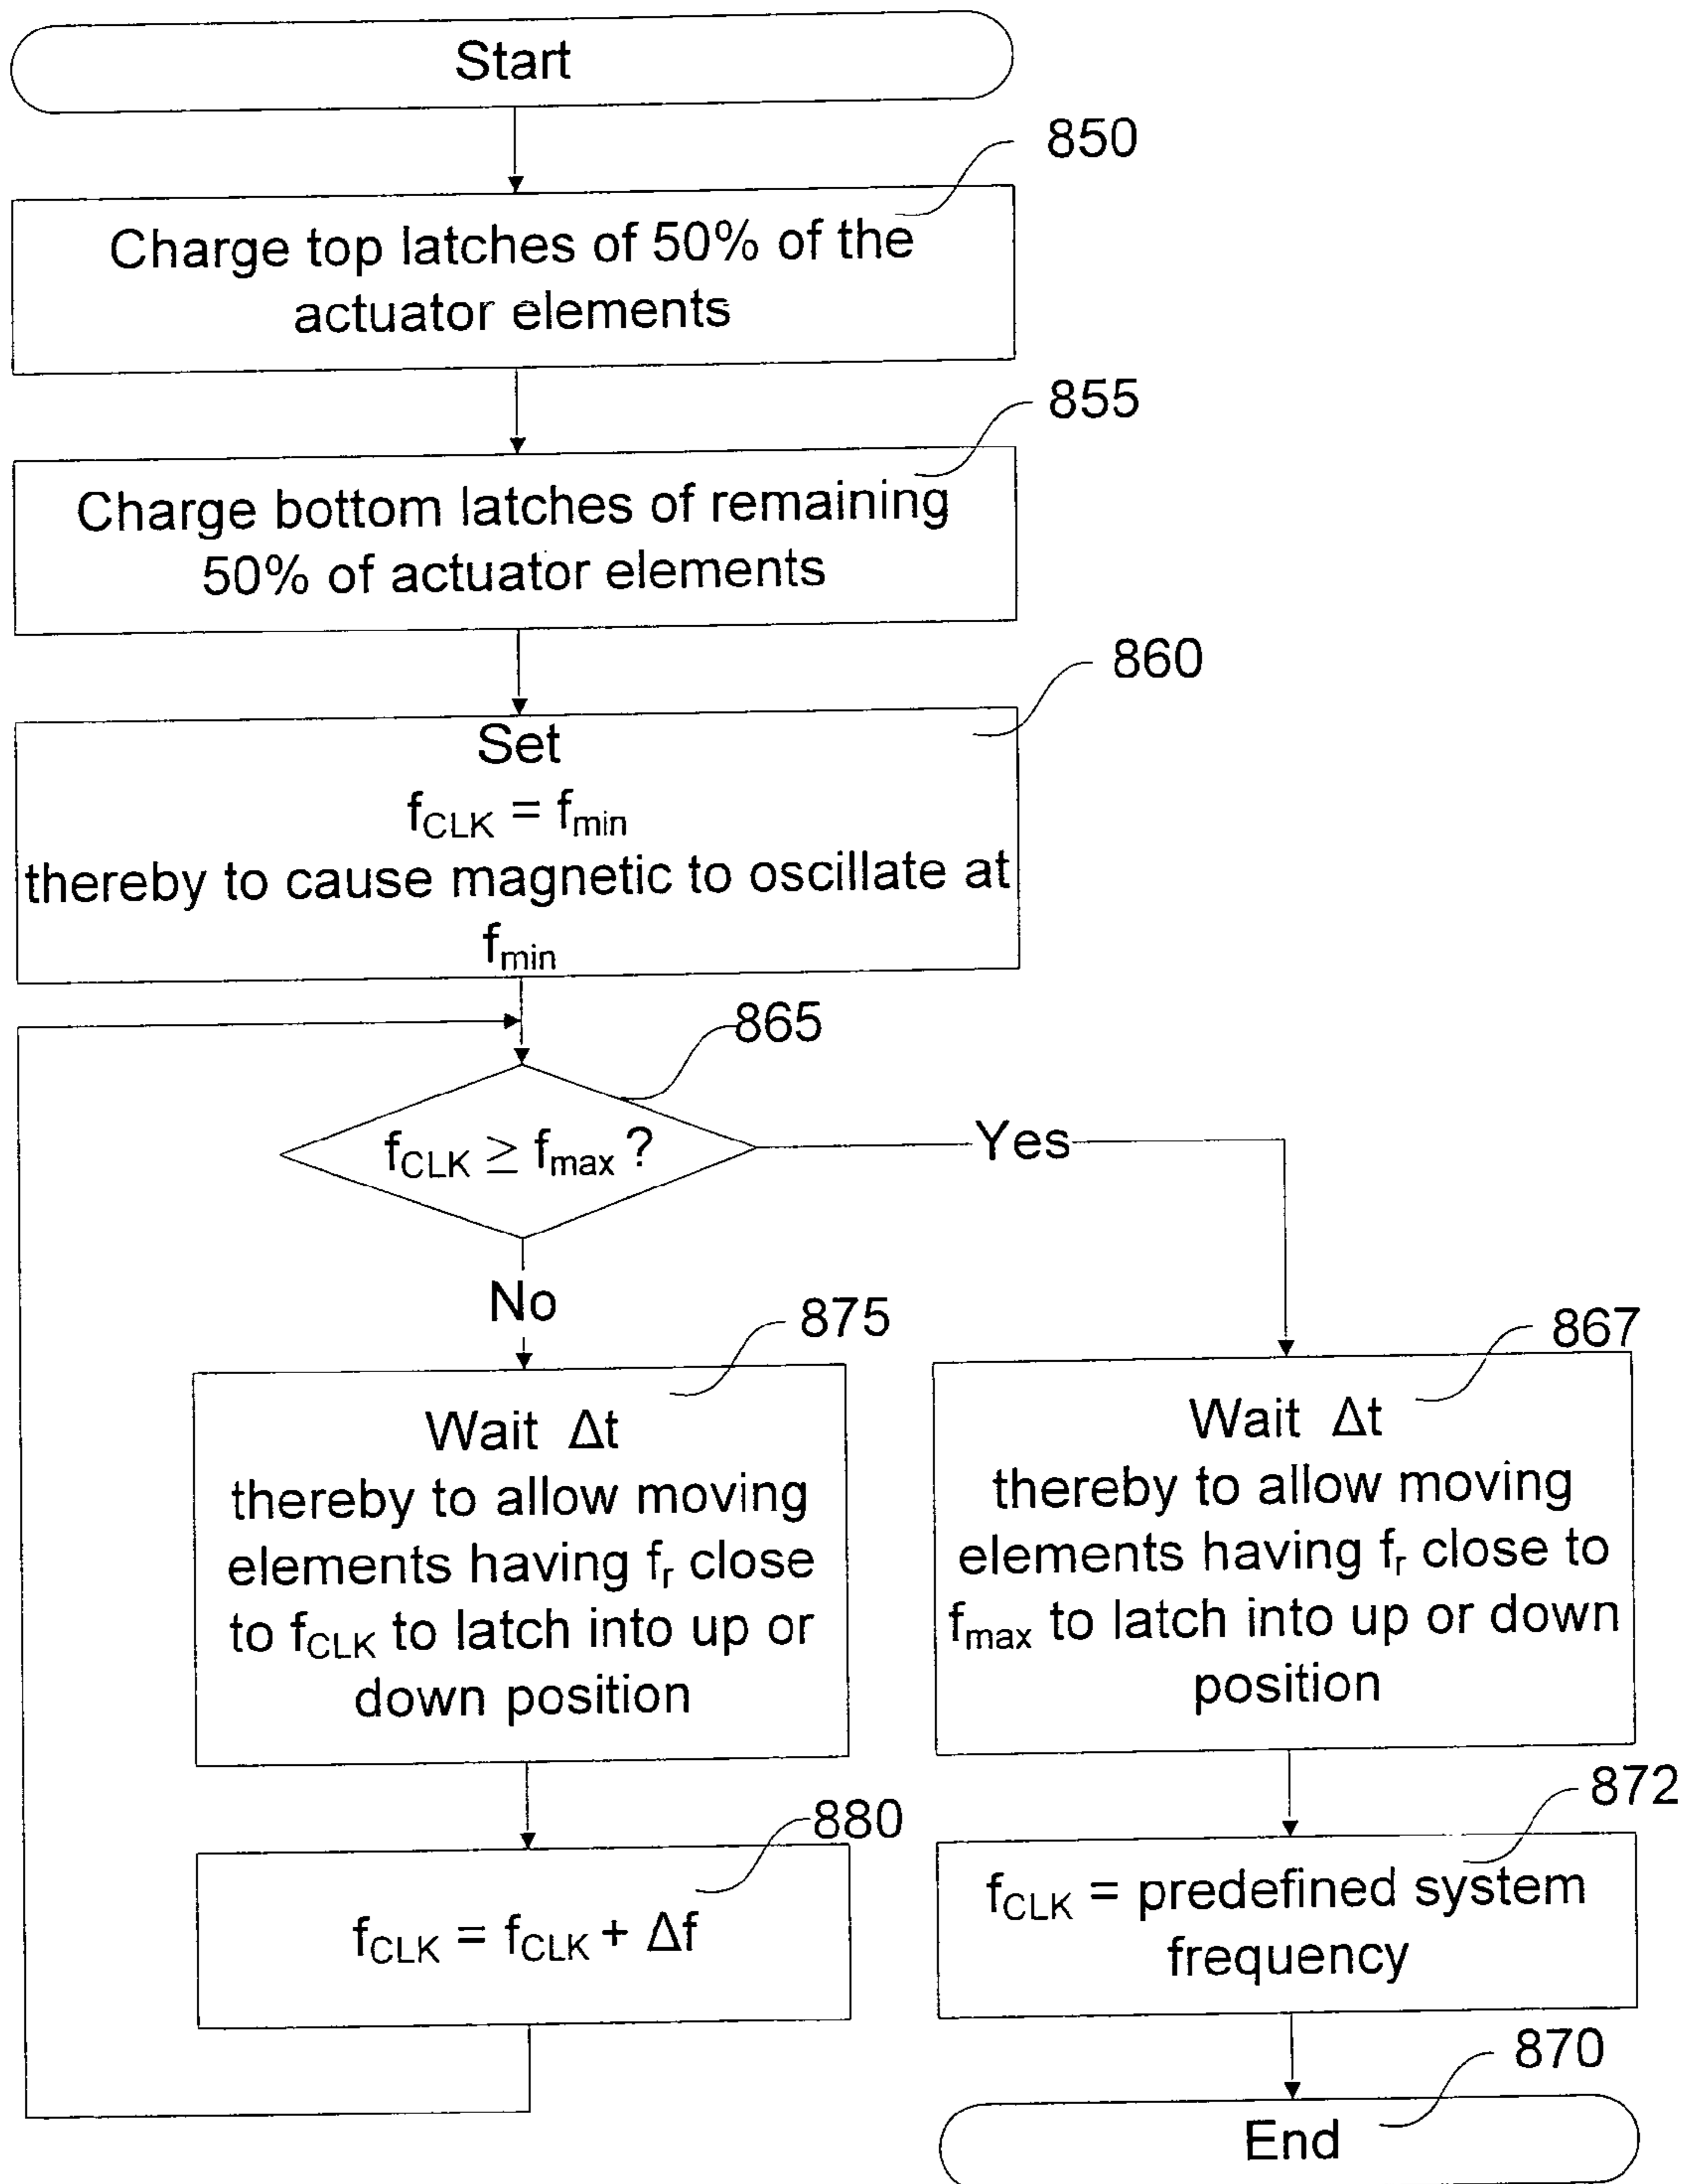 Start
850
Charge top latches of 50% of the
actuator elements
855
Charge bottom latches of remaining
50% of actuator elements
860
Set
fCLK = fmin
thereby to cause magnetic to oscillate at
fmin
865
fCLK ≥ fmax ?
Yes
No
875
Wait Δt
thereby to allow moving
elements having fr close
to fCLK to latch into up or
down position
867
Wait Δt
thereby to allow moving
elements having fr close to
fmax to latch into up or down
position
880
fCLK = fCLK + Δf
872
fCLK = predefined system
frequency
870
End